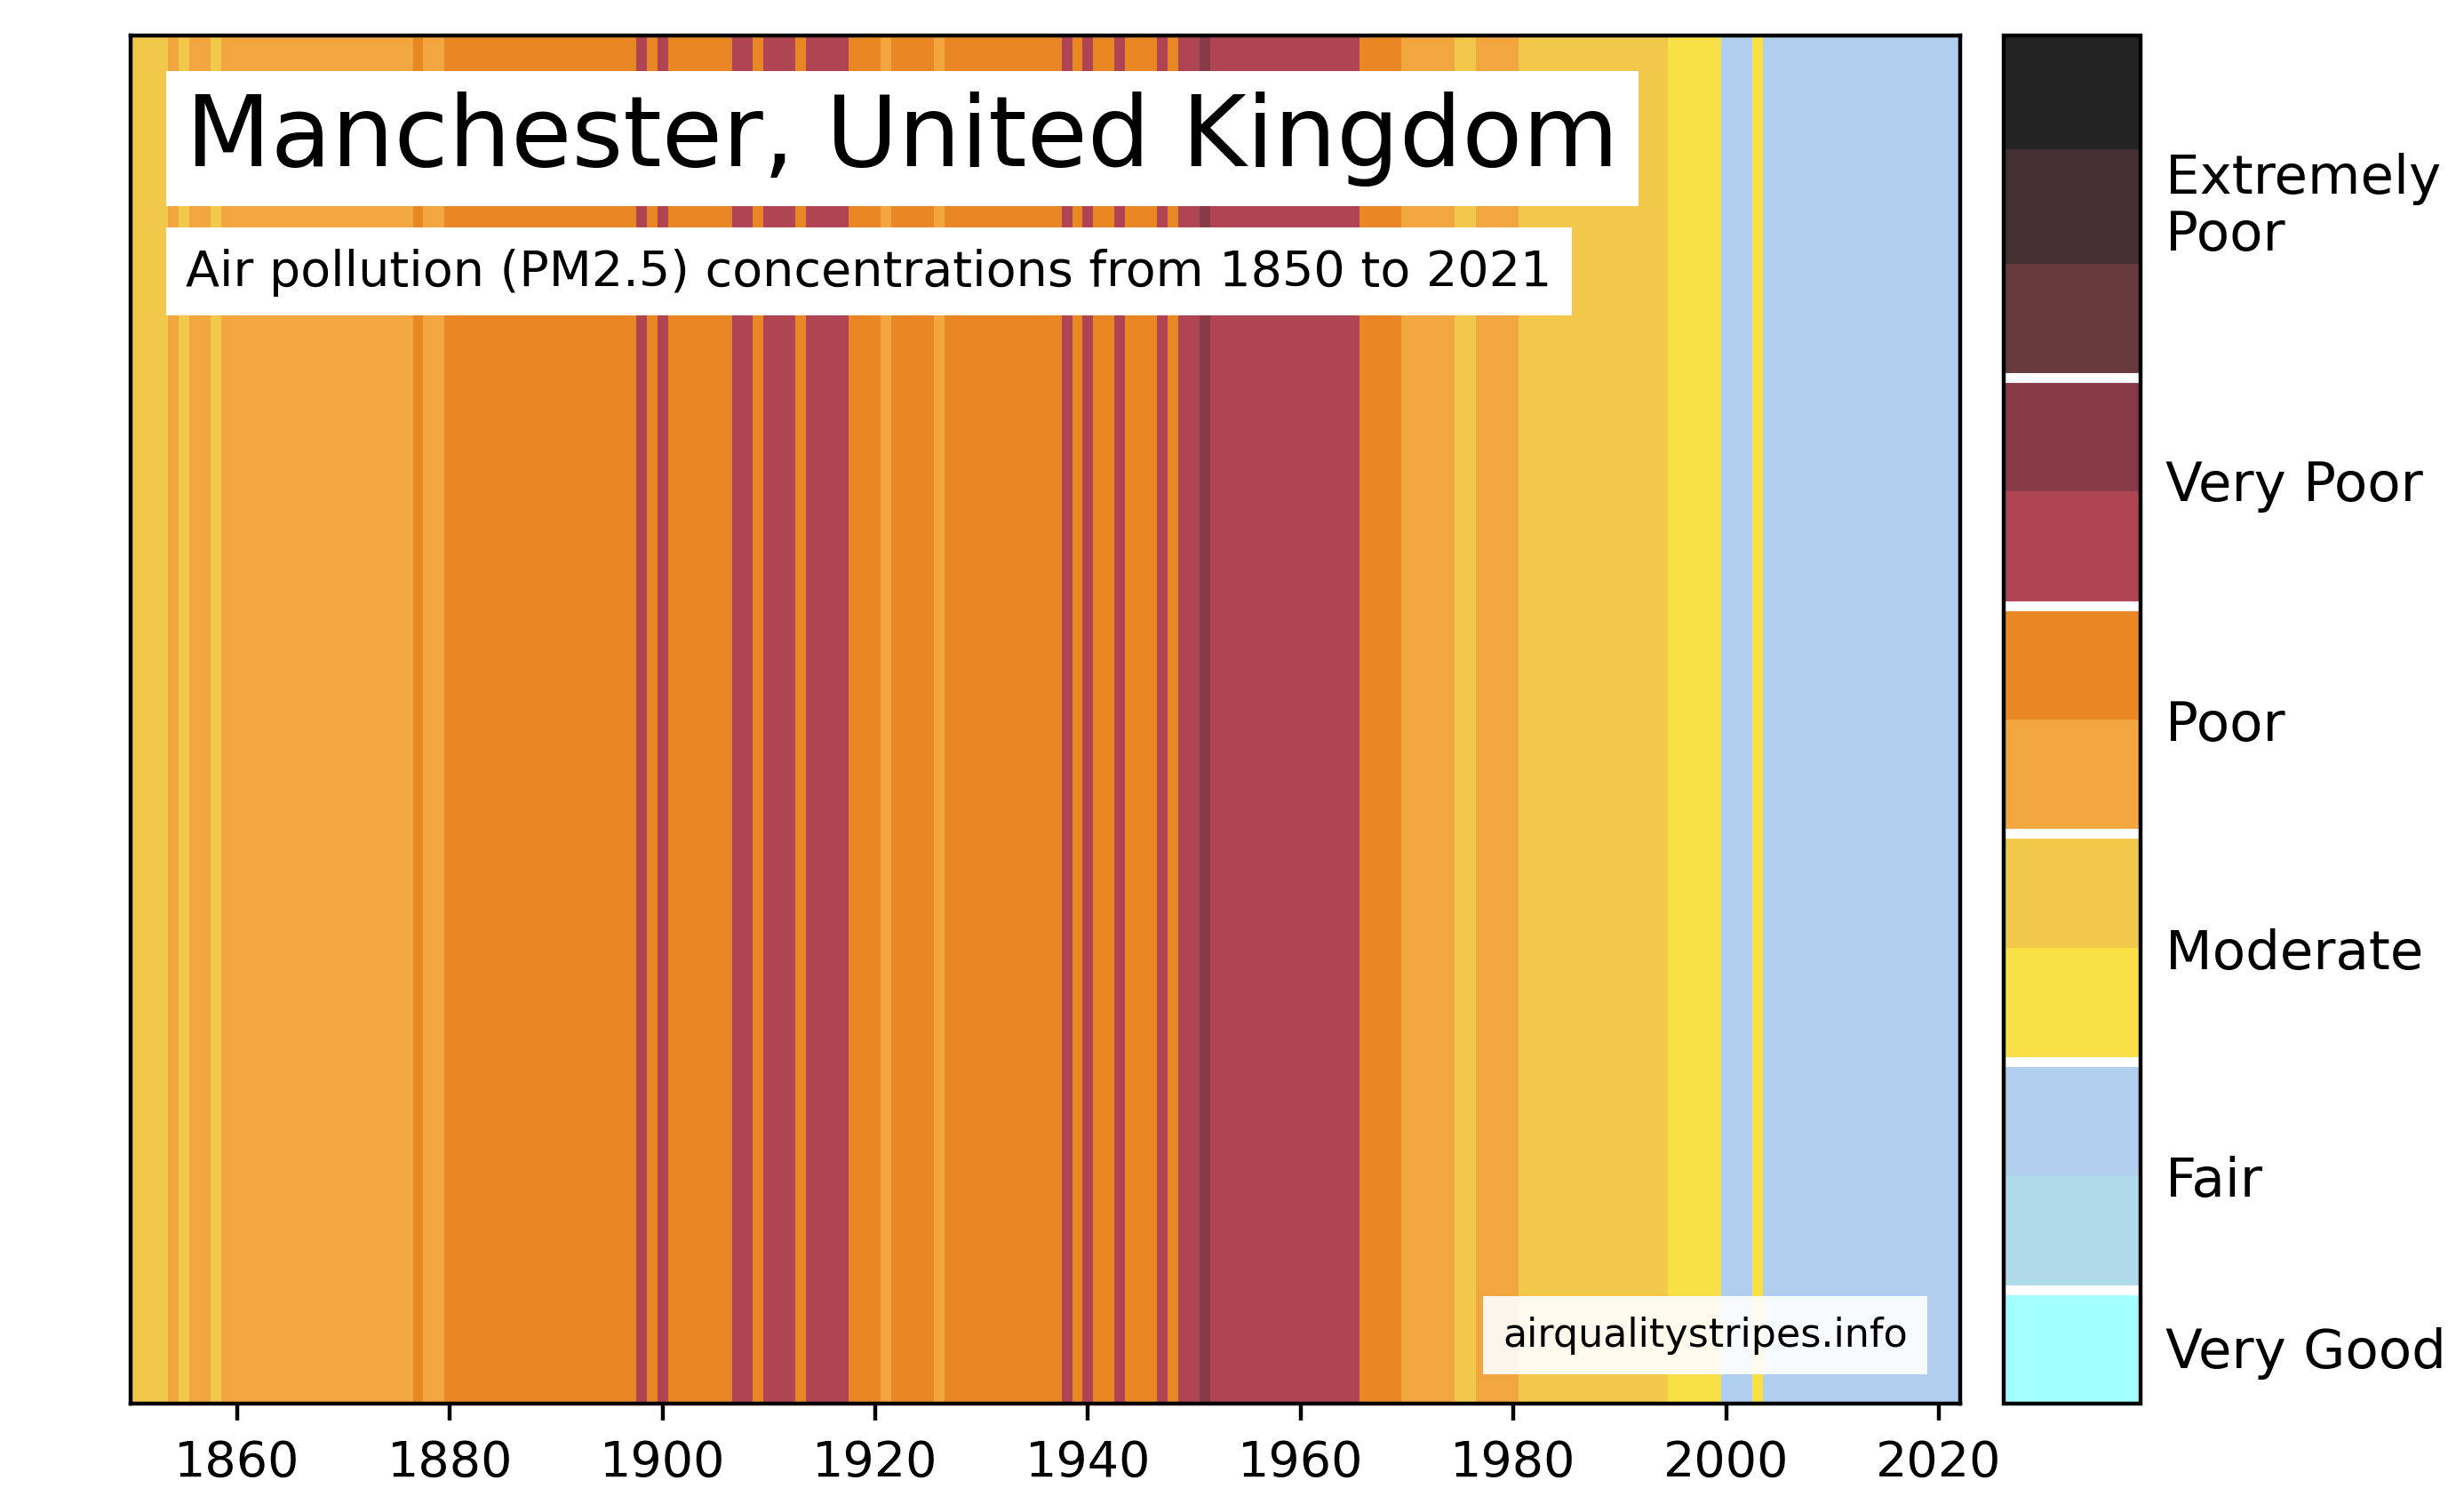 Manchester, United Kingdom
Air pollution (PM2.5) concentrations from 1850 to 2021
Extremely
Poor
Very Poor
Poor
Moderate
Fair
Very Good
airqualitystripes.info
1860 1880 1900 1920 1940 1960 1980 2000 2020